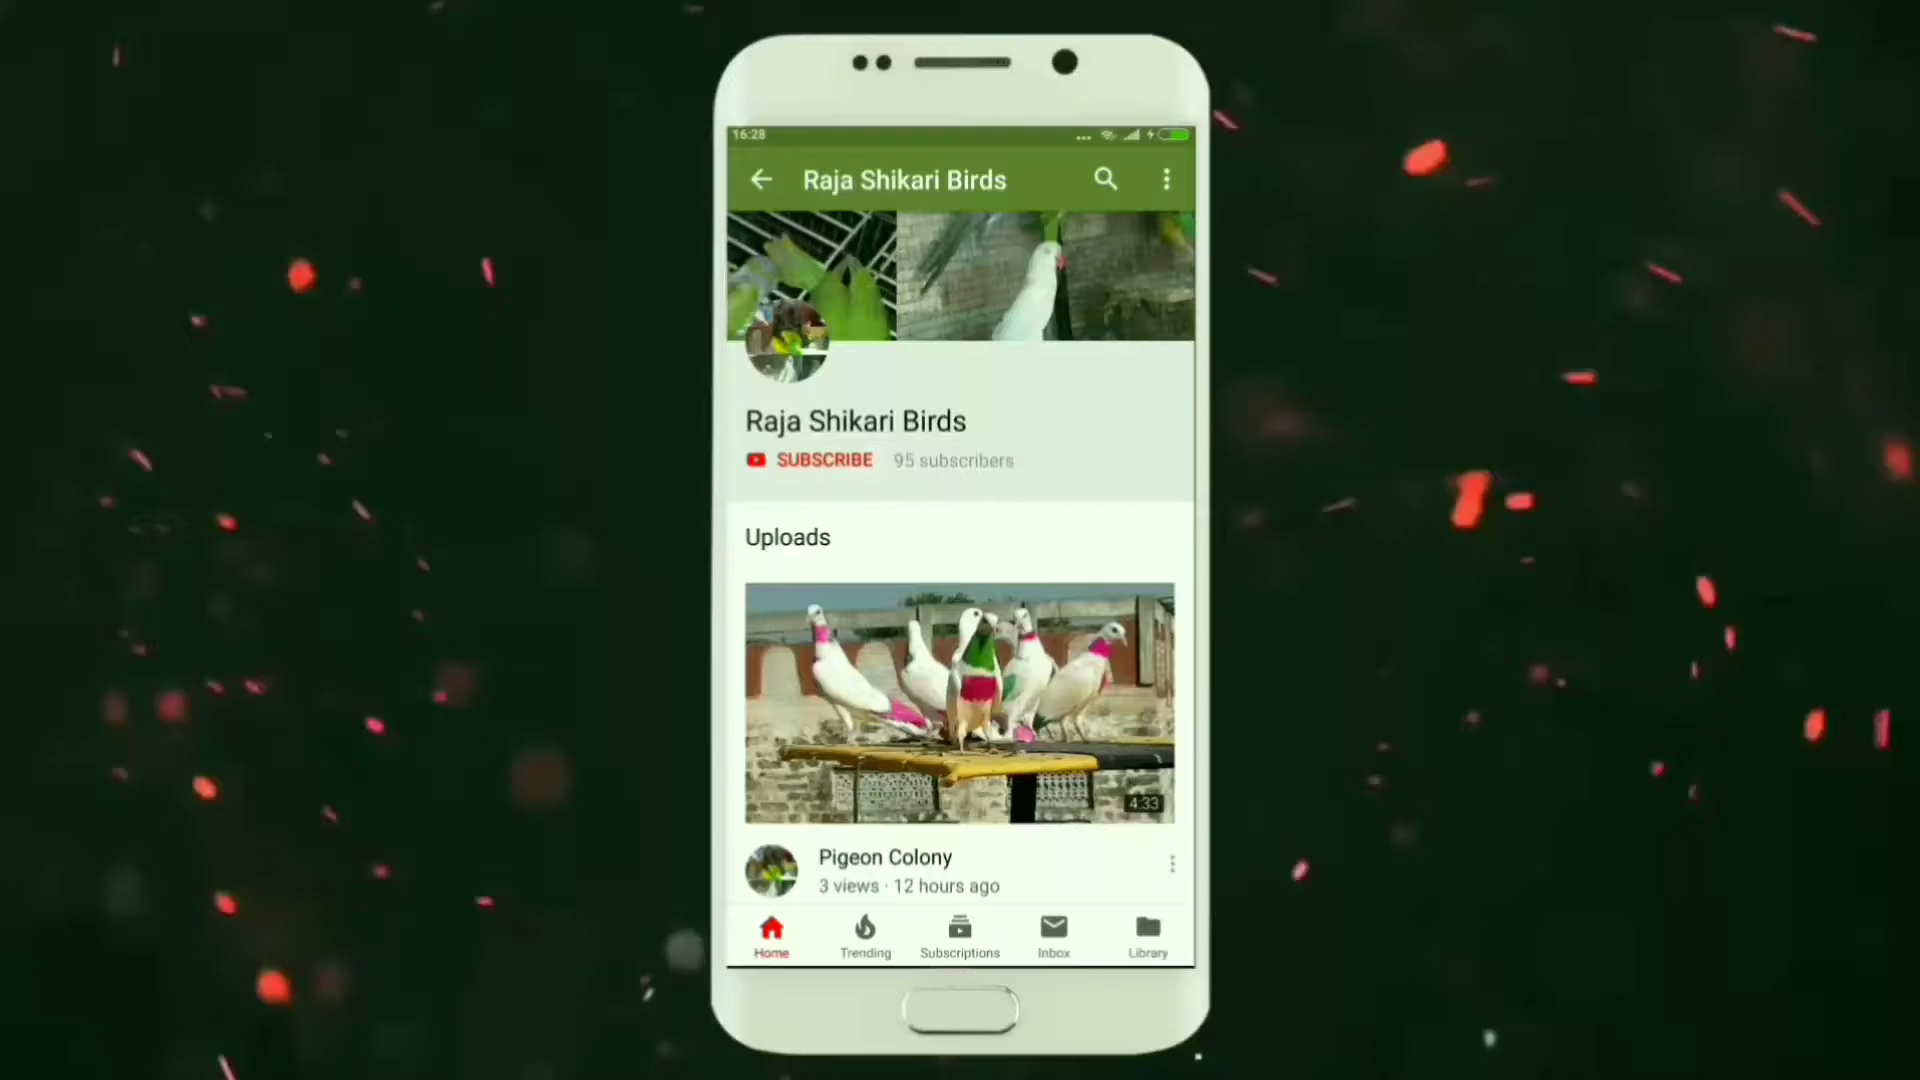 16:28
Raja Shikari Birds
Raja Shikari Birds
SUBSCRIBE 95 subscribers
Uploads
4:33
Pigeon Colony
3 views · 12 hours ago
Home Trending Subscriptions Inbox Library